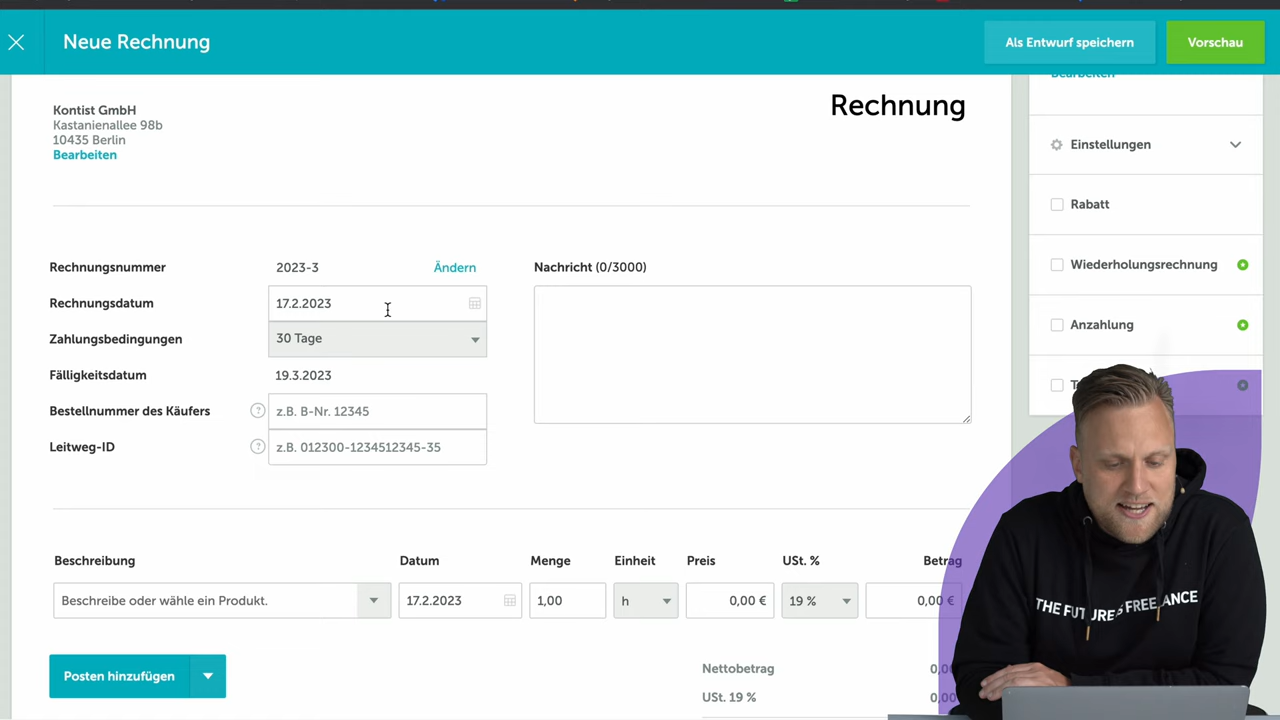 Neue Rechnung
Als Entwurf speichern
Vorschau
Kontist GmbH
Kastanienallee 98b
10435 Berlin
Bearbeiten
Rechnung
Bearbeiten
Einstellungen
Rabatt
Wiederholungsrechnung
Anzahlung
Rechnungsnummer 2023-3 Ändern
Rechnungsdatum 17.2.2023
Zahlungsbedingungen 30 Tage
Fälligkeitsdatum 19.3.2023
Bestellnummer des Käufers ? z.B. B-Nr. 12345
Leitweg-ID ? z.B. 012300-1234512345-35
Nachricht (0/3000)
Beschreibung Datum Menge Einheit Preis USt. % Betrag
Beschreibe oder wähle ein Produkt. 17.2.2023 1,00 h 0,00 € 19 % 0,00 €
Posten hinzufügen
Nettobetrag
USt. 19 %
THE FUTURE FREELANCE